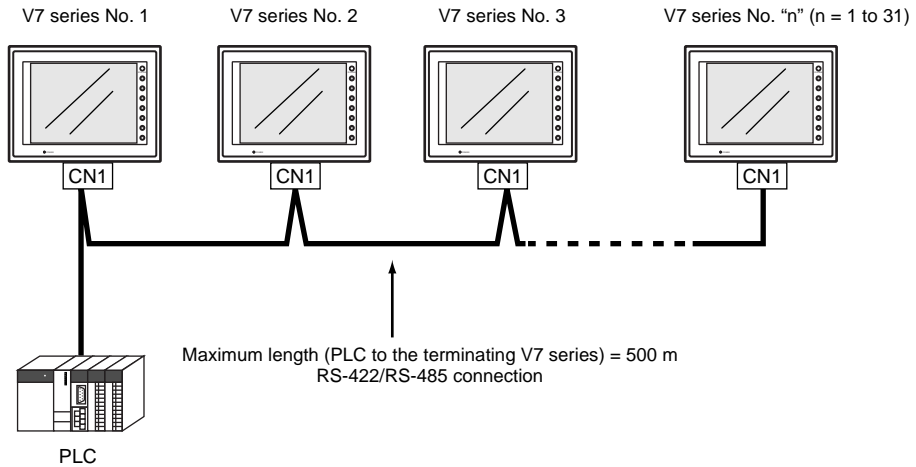 V7 series No. 1
V7 series No. 2
V7 series No. 3
V7 series No. “n” (n = 1 to 31)
CN1
CN1
CN1
CN1
Maximum length (PLC to the terminating V7 series) = 500 m
RS-422/RS-485 connection
PLC